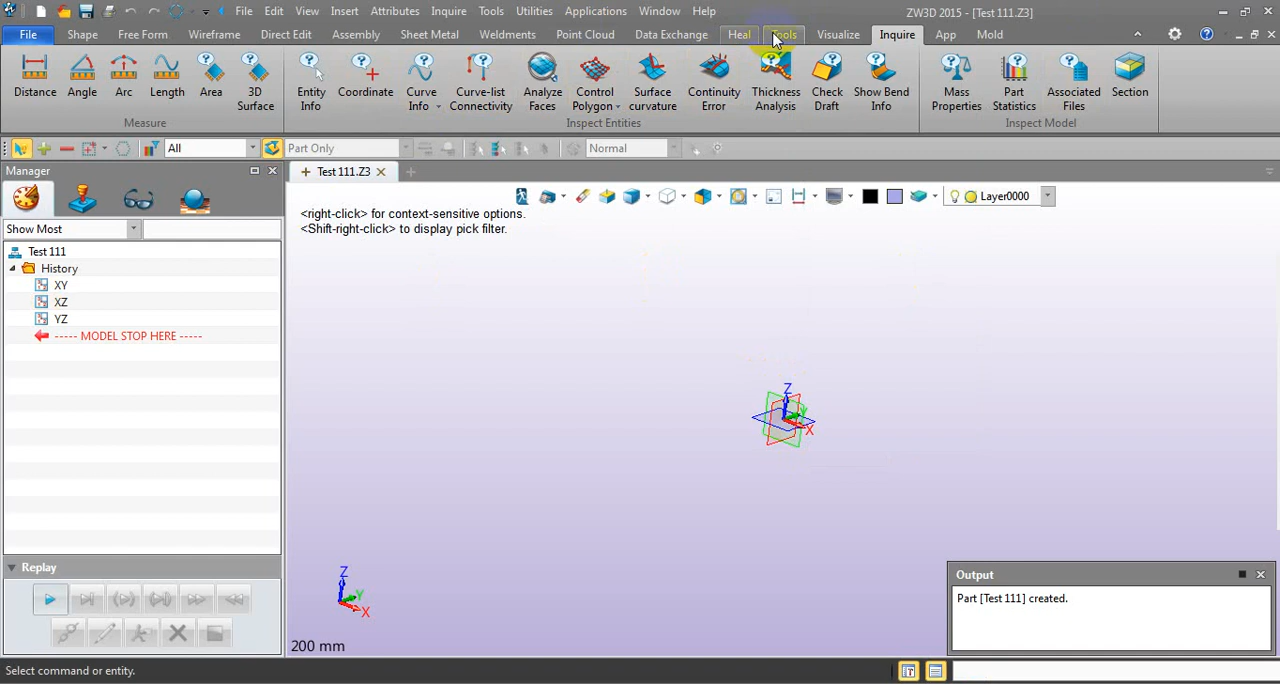 File Edit Insert Attributes Inquire Tools Utilities Applications Window Help ZW3D 2015 - [Test 111.Z3]
File Shape Free Form Wireframe Direct Edit Assembly Sheet Metal Weldments Point Cloud Data Exchange Heal Tools Visualize Inquire App Mold
Distance Angle Arc Length Area 3D Surface Entity Info Coordinate Curve Info Curve-list Connectivity Analyze Faces Control Polygon Surface curvature Continuity Error Thickness Analysis Check Draft Show Bend Info Mass Properties Part Statistics Associated Files Section
Measure Inspect Entities Inspect Model
All Part Only Normal
Manager
Test 111.Z3
Layer0000
Show Most
<right-click> for context-sensitive options.
<Shift-right-click> to display pick filter.
Test 111
History
XY
XZ
YZ
----- MODEL STOP HERE -----
Z
Y
X
Replay
Z
Y
X
200 mm
Output
Part [Test 111] created.
Select command or entity.